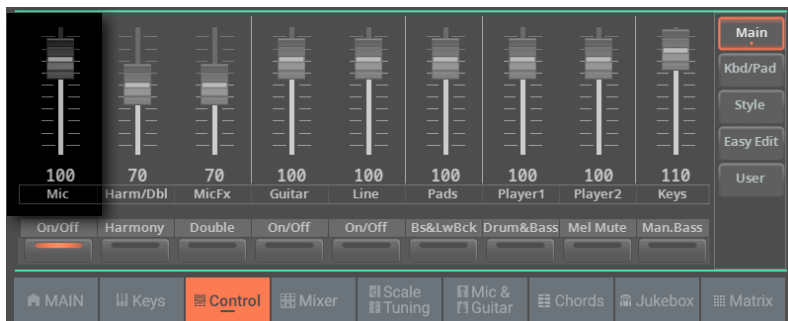 Main
Kbd/Pad
Style
Easy Edit
User
100 70 70 100 100 100 100 100 110
Mic Harm/Dbl MicFx Guitar Line Pads Player1 Player2 Keys
On/Off Harmony Double On/Off On/Off Bs&LwBck Drum&Bass Mel Mute Man.Bass
MAIN Keys Control Mixer Scale Tuning Mic & Guitar Chords Jukebox Matrix